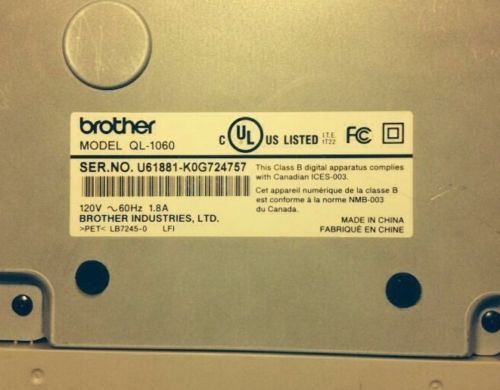 brother
MODEL QL-1060
C UL US LISTED I.T.E. 1T22 FC
SER.NO. U61881-K0G724757
This Class B digital apparatus complies
with Canadian ICES-003.
Cet appareil numérique de la classe B
est conforme à la norme NMB-003
du Canada.
120V ~60Hz 1.8A
BROTHER INDUSTRIES, LTD.
>PET< LB7245-0 LFI
MADE IN CHINA
FABRIQUÉ EN CHINE